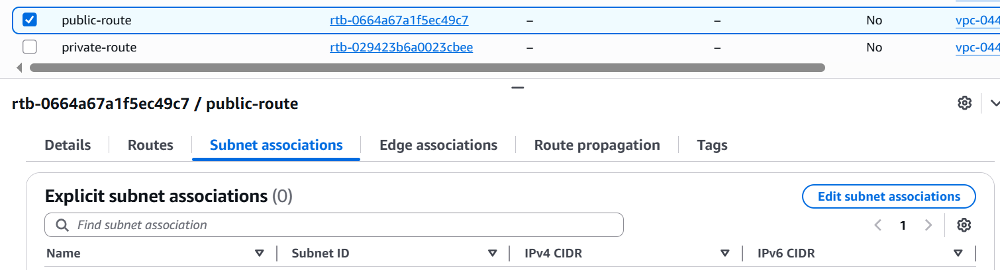 public-route rtb-0664a67a1f5ec49c7 – – No vpc-044
private-route rtb-029423b6a0023cbee – – No vpc-044
rtb-0664a67a1f5ec49c7 / public-route
Details Routes Subnet associations Edge associations Route propagation Tags
Explicit subnet associations (0) Edit subnet associations
Find subnet association 1
Name Subnet ID IPv4 CIDR IPv6 CIDR